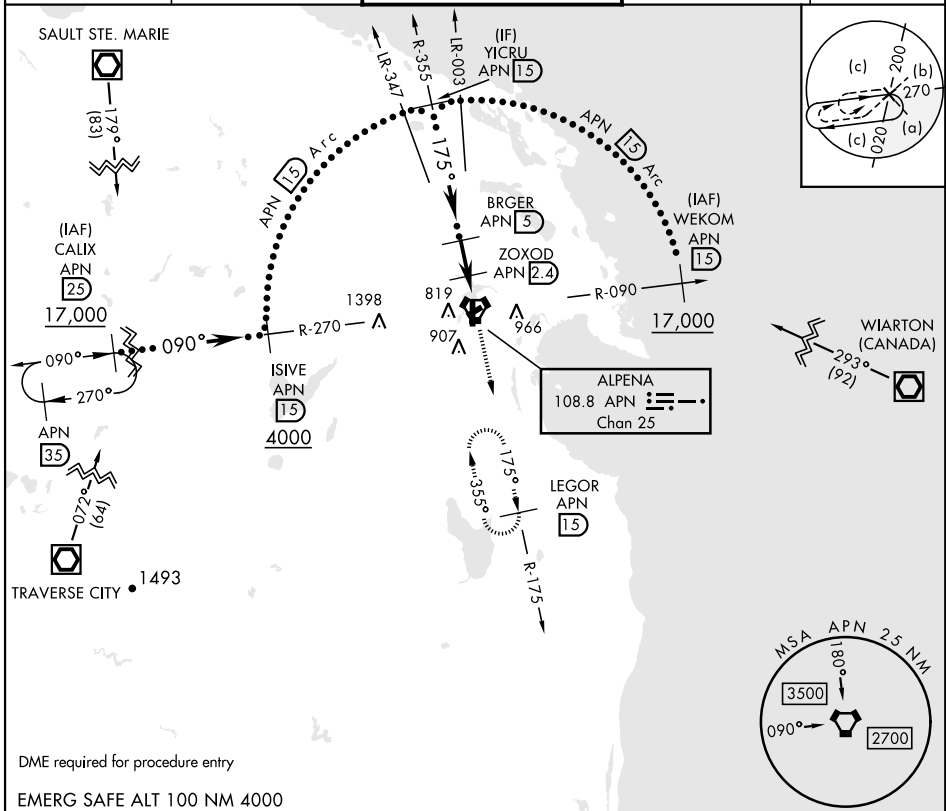 SAULT STE. MARIE
179°
(83)
(IF)
YICRU
APN 15
LR-347
R-355
LR-003
175°
APN 15 Arc
APN 15 Arc
(c)
200
(b)
270
(a)
020
(c)
BRGER
APN 5
ZOXOD
APN 2.4
(IAF)
WEKOM
APN
15
R-090
17,000
(IAF)
CALIX
APN
25
17,000
090°
270°
APN
35
090°
R-270
1398
819
907
966
ISIVE
APN
15
4000
ALPENA
108.8 APN
Chan 25
WIARTON
(CANADA)
293°
(92)
175°
355°
LEGOR
APN
15
R-175
072°
(64)
TRAVERSE CITY
1493
MSA APN 25 NM
180°
3500
090°
2700
DME required for procedure entry
EMERG SAFE ALT 100 NM 4000